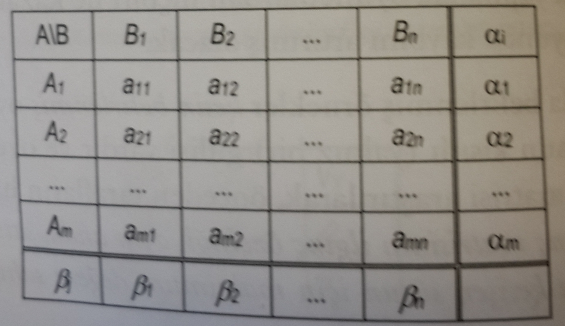 A\B B1 B2 ... Bn αi
A1 a11 a12 ... a1n α1
A2 a21 a22 ... a2n α2
... ... ... ... ... ...
Am am1 am2 ... amn αm
βj β1 β2 ... βn